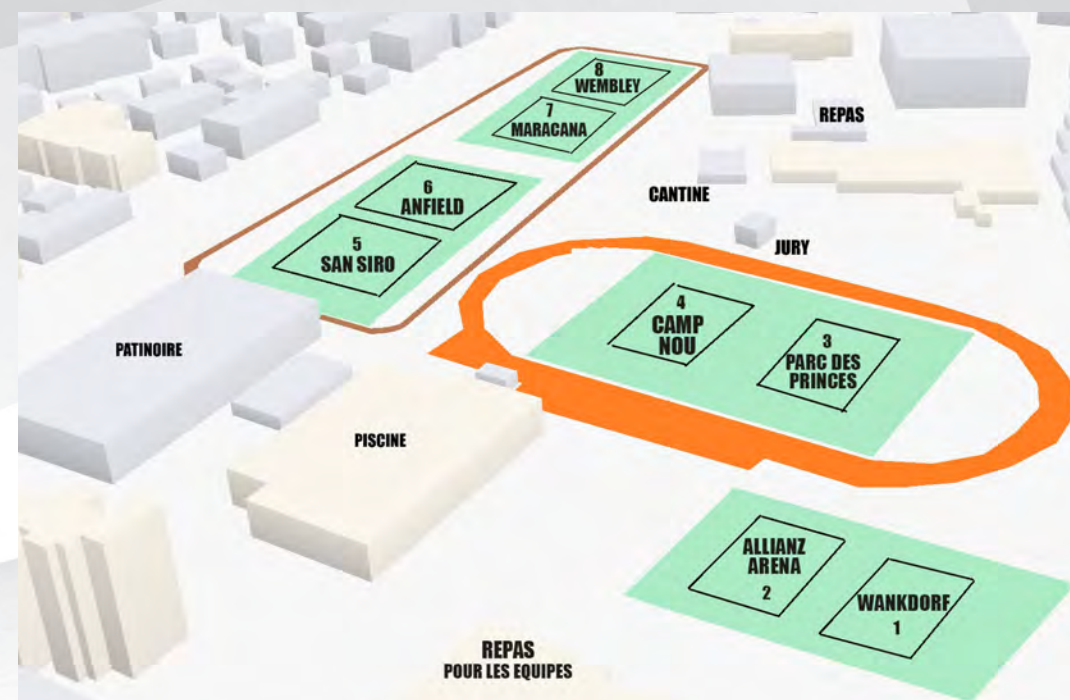 8
WEMBLEY
7
MARACANA
REPAS
6
ANFIELD
CANTINE
5
SAN SIRO
JURY
4
CAMP
NOU
3
PARC DES
PRINCES
PATINOIRE
PISCINE
ALLIANZ
ARENA
2
WANKDORF
1
REPAS
POUR LES EQUIPES